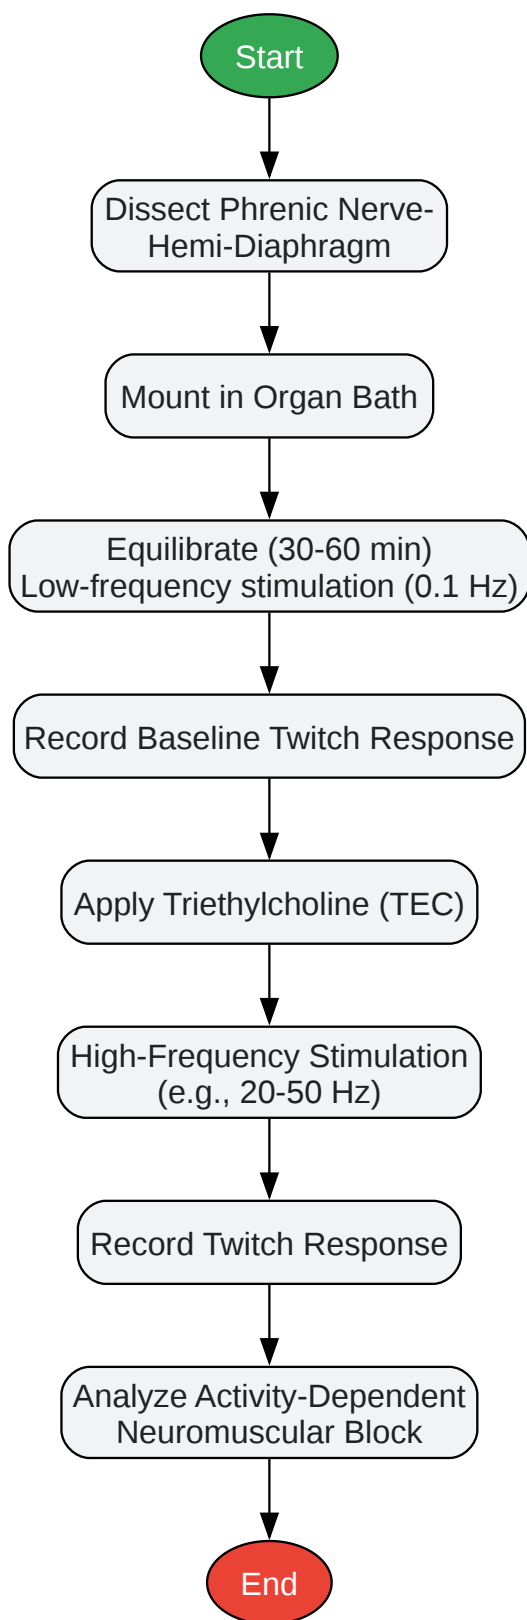 Start
Dissect Phrenic Nerve-
Hemi-Diaphragm
Mount in Organ Bath
Equilibrate (30-60 min)
Low-frequency stimulation (0.1 Hz)
Record Baseline Twitch Response
Apply Triethylcholine (TEC)
High-Frequency Stimulation
(e.g., 20-50 Hz)
Record Twitch Response
Analyze Activity-Dependent
Neuromuscular Block
End